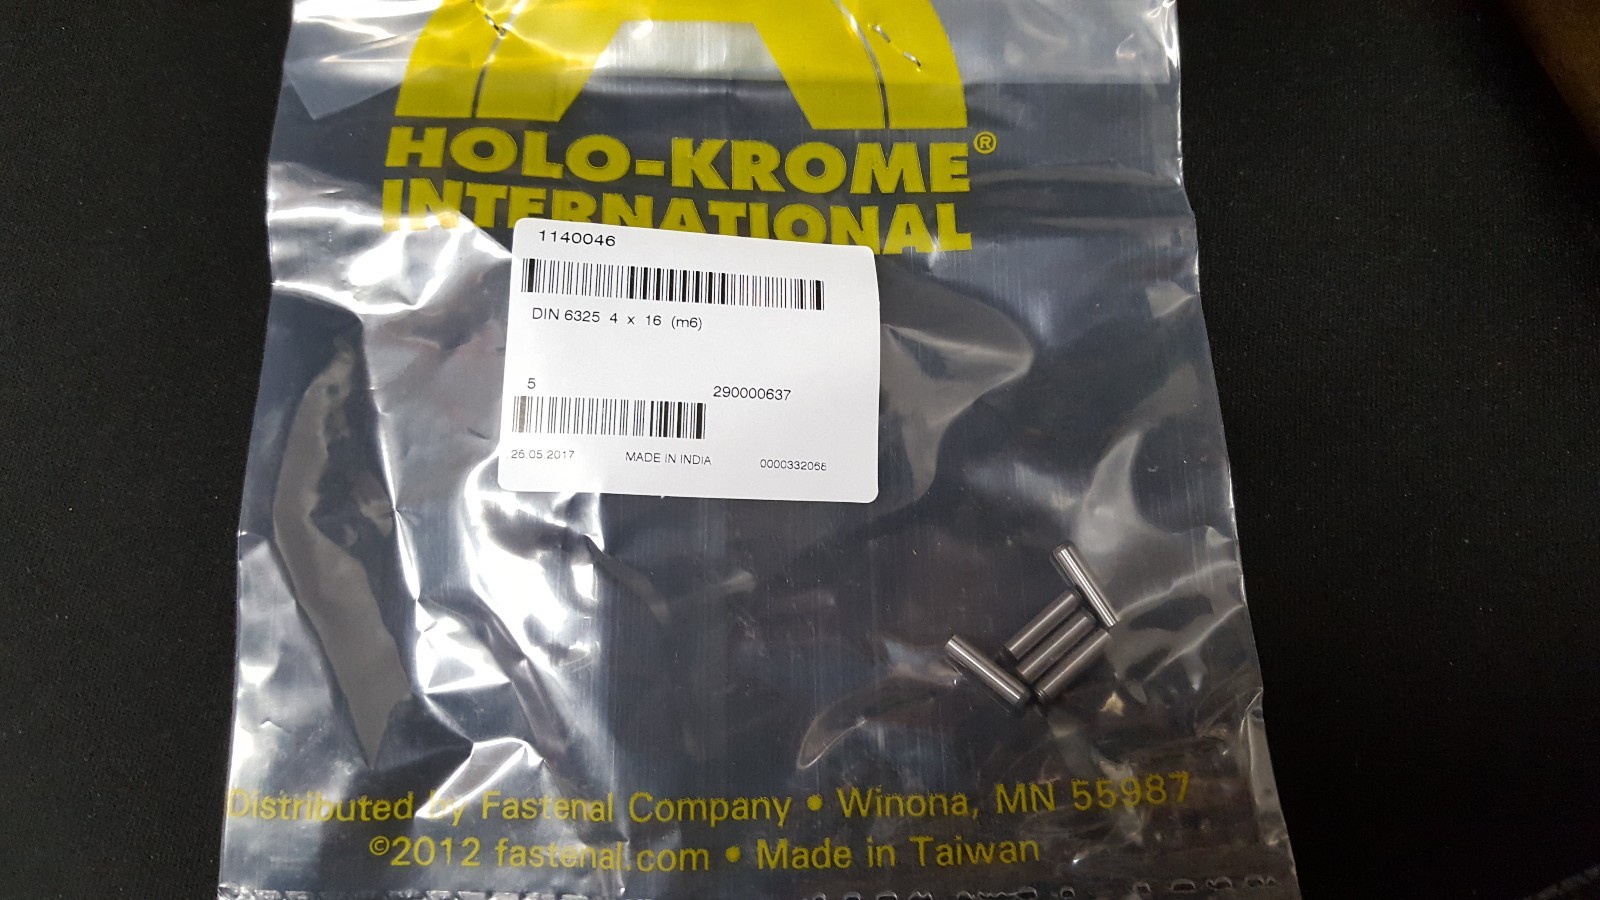 HOLO-KROME®
INTERNATIONAL
1140046
DIN 6325 4 x 16 (m6)
5
290000637
26.05.2017 MADE IN INDIA 0000332068
Distributed by Fastenal Company • Winona, MN 55987
©2012 fastenal.com • Made in Taiwan